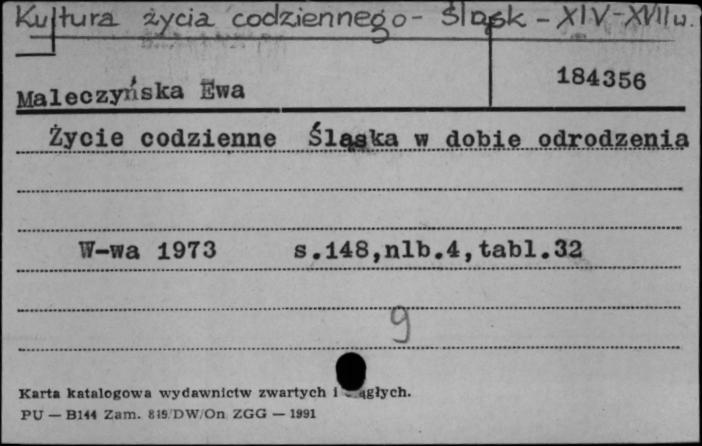 Kultura życia codziennego - Śląsk - XIV-XVII w.
184356
Maleczyńska Ewa
Życie codzienne Śląska w dobie odrodzenia
W-wa 1973 s.148,nlb.4,tabl.32
9
Karta katalogowa wydawnictw zwartych i ciągłych.
PU — B144 Zam. 819/DW/On ZGG — 1991